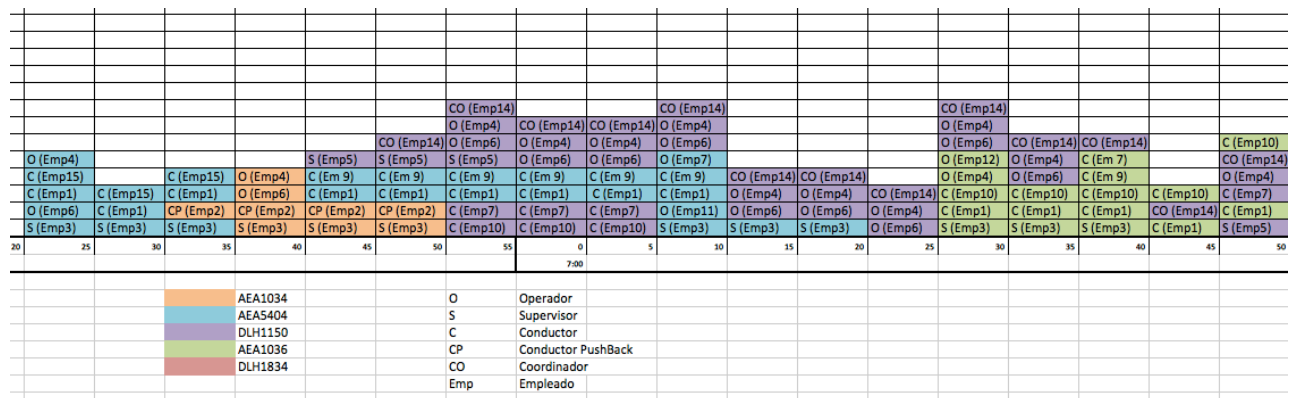 CO (Emp14) CO (Emp14) CO (Emp14)
O (Emp4) CO (Emp14) CO (Emp14) O (Emp4) O (Emp4)
CO (Emp14) O (Emp6) O (Emp4) O (Emp4) O (Emp6) O (Emp6) CO (Emp14) CO (Emp14) C (Emp10)
O (Emp4) S (Emp5) S (Emp5) S (Emp5) O (Emp6) O (Emp6) O (Emp7) O (Emp12) O (Emp4) C (Em 7) CO (Emp14)
C (Emp15) C (Emp15) O (Emp4) C (Em 9) C (Em 9) C (Em 9) C (Em 9) C (Em 9) C (Em 9) CO (Emp14) CO (Emp14) O (Emp4) O (Emp6) C (Em 9) O (Emp4)
C (Emp1) C (Emp15) C (Emp1) O (Emp6) C (Emp1) C (Emp1) C (Emp1) C (Emp1) C (Emp1) C (Emp1) O (Emp4) O (Emp4) CO (Emp14) C (Emp10) C (Emp10) C (Emp10) C (Emp10) C (Emp7)
O (Emp6) C (Emp1) CP (Emp2) CP (Emp2) CP (Emp2) CP (Emp2) C (Emp7) C (Emp7) C (Emp7) O (Emp11) O (Emp6) O (Emp6) O (Emp4) C (Emp1) C (Emp1) C (Emp1) CO (Emp14) C (Emp1)
S (Emp3) S (Emp3) S (Emp3) S (Emp3) S (Emp3) S (Emp3) C (Emp10) C (Emp10) C (Emp10) S (Emp3) S (Emp3) S (Emp3) O (Emp6) S (Emp3) S (Emp3) S (Emp3) C (Emp1) S (Emp5)
20 25 30 35 40 45 50 55 0 5 10 15 20 25 30 35 40 45 50
7:00
AEA1034 O Operador
AEA5404 S Supervisor
DLH1150 C Conductor
AEA1036 CP Conductor PushBack
DLH1834 CO Coordinador
Emp Empleado